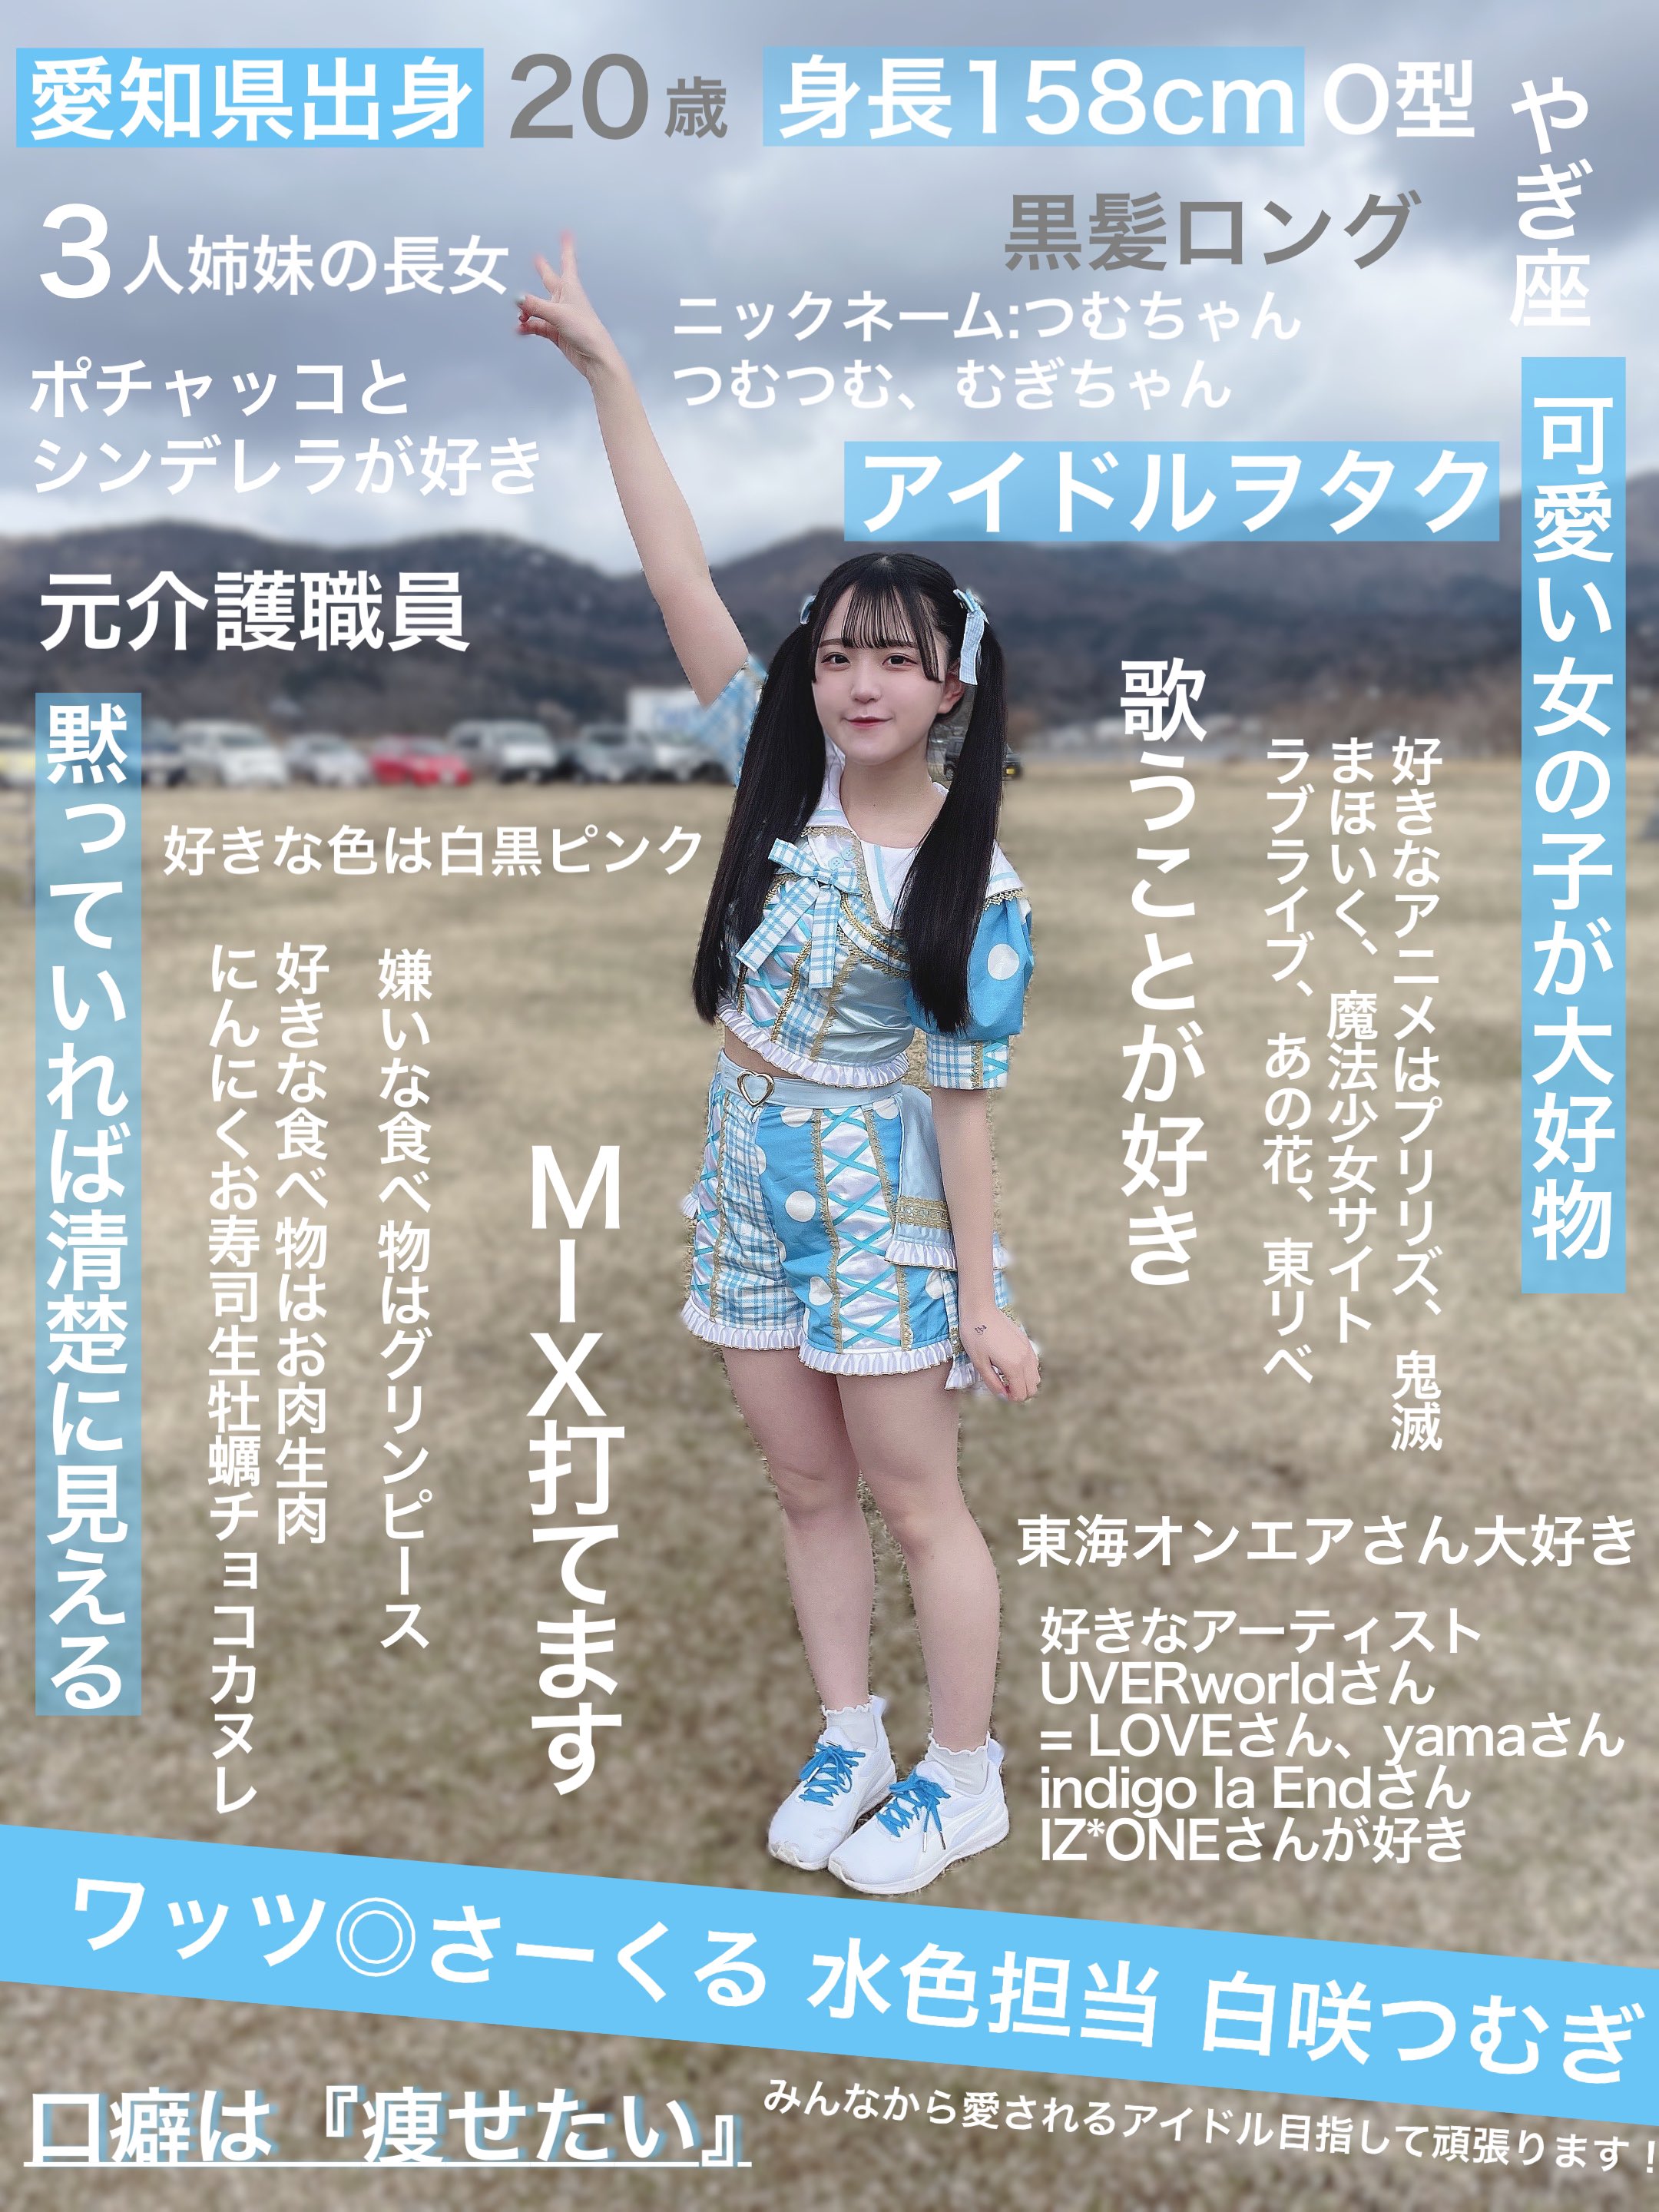 愛知県出身
20歳
身長158cm
O型
やぎ座
3人姉妹の長女
黒髪ロング
ニックネーム:つむちゃん
つむつむ、むぎちゃん
ポチャッコと
シンデレラが好き
アイドルヲタク
可愛い女の子が大好物
元介護職員
歌うことが好き
好きなアニメはプリリズ、鬼滅
まほいく、魔法少女サイト
ラブライブ、あの花、東リベ
黙っていれば清楚に見える
好きな色は白黒ピンク
嫌いな食べ物はグリンピース
好きな食べ物はお肉生肉
にんにくお寿司生牡蠣チョコカヌレ
MIX打てます
東海オンエアさん大好き
好きなアーティスト
UVERworldさん
= LOVEさん、yamaさん
indigo la Endさん
IZ*ONEさんが好き
ワッツ◎さーくる 水色担当 白咲つむぎ
口癖は『痩せたい』
みんなから愛されるアイドル目指して頑張ります！